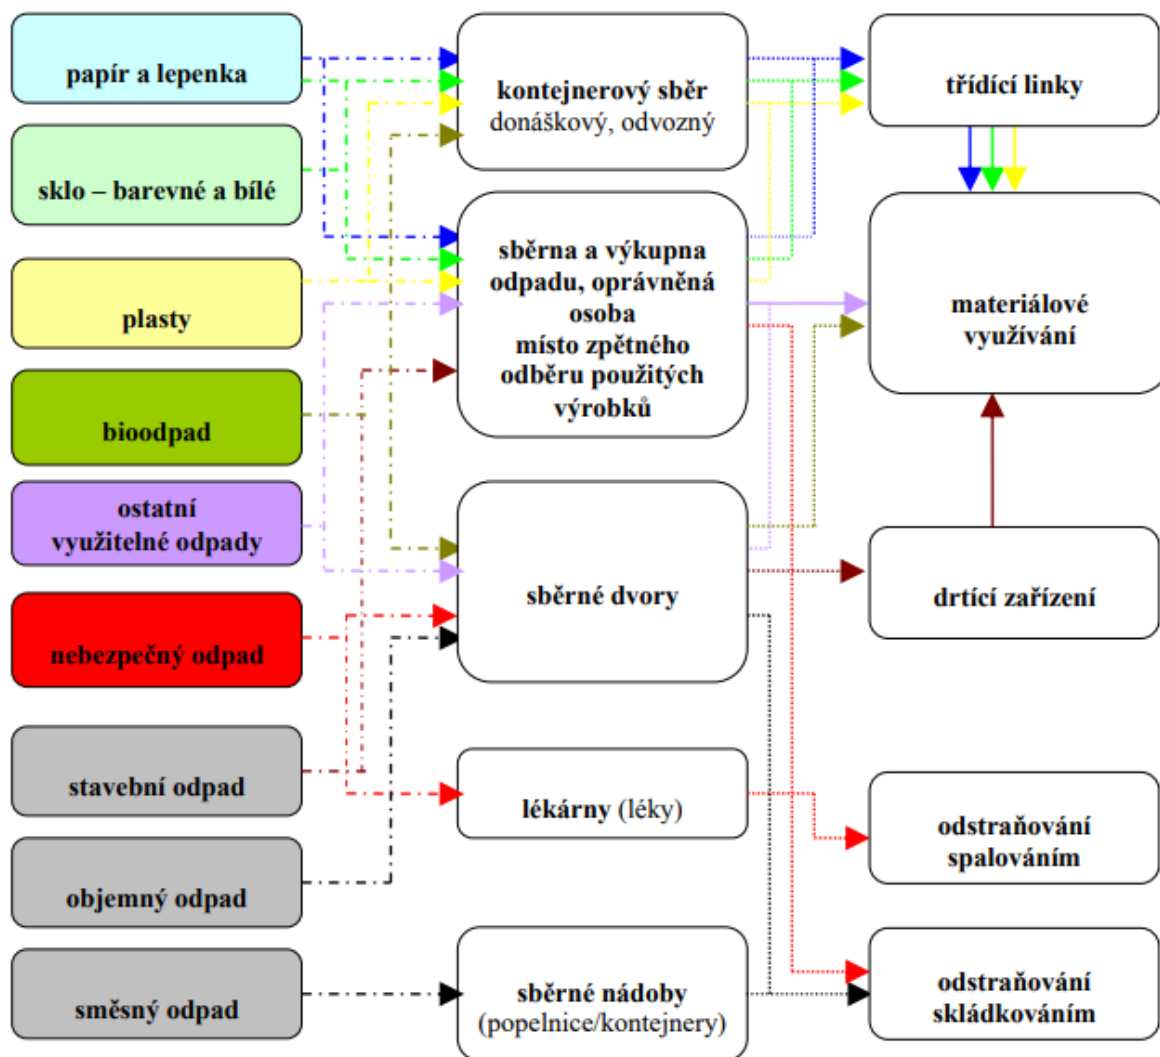 papír a lepenka
sklo – barevné a bílé
plasty
bioodpad
ostatní
využitelné odpady
nebezpečný odpad
stavební odpad
objemný odpad
směsný odpad
kontejnerový sběr
donáškový, odvozný
sběrna a výkupna
odpadu, oprávněná
osoba
místo zpětného
odběru použitých
výrobků
sběrné dvory
lékárny (léky)
sběrné nádoby
(popelnice/kontejnery)
třídící linky
materiálové
využívání
drtící zařízení
odstraňování
spalováním
odstraňování
skládkováním